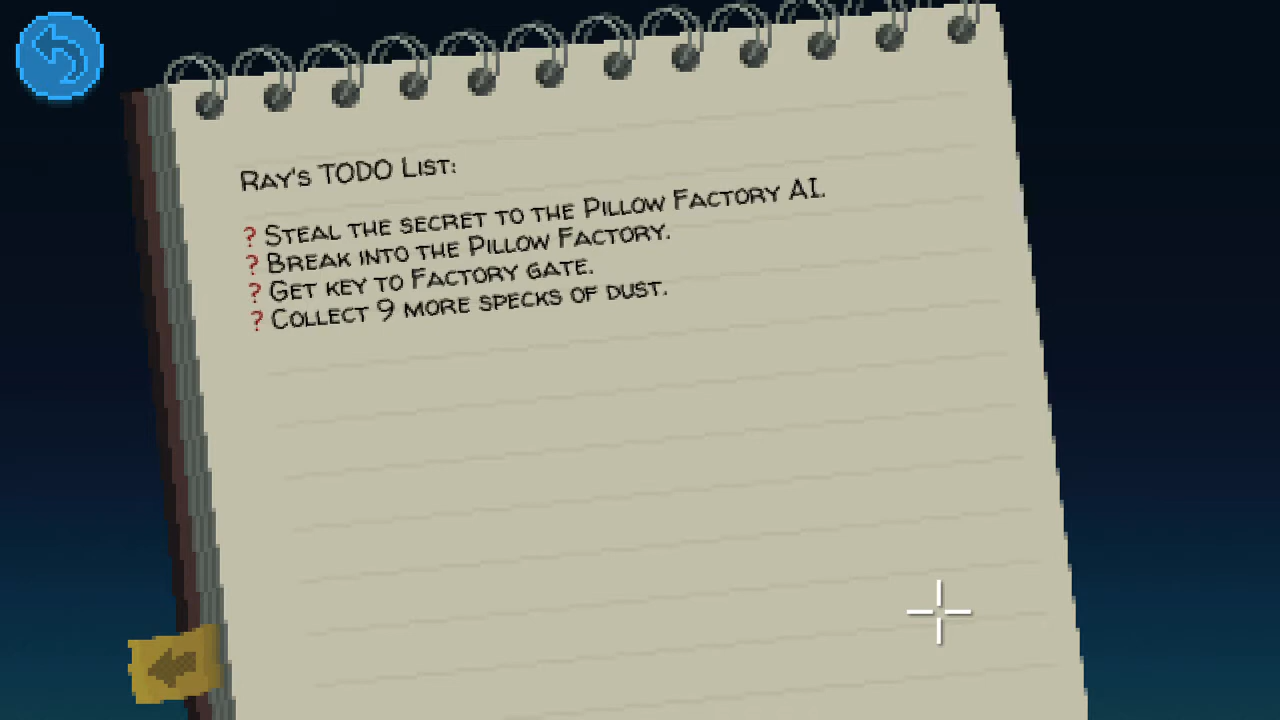 Ray's TODO List:
? Steal the secret to the Pillow Factory AI.
? Break into the Pillow Factory.
? Get key to Factory gate.
? Collect 9 more specks of dust.